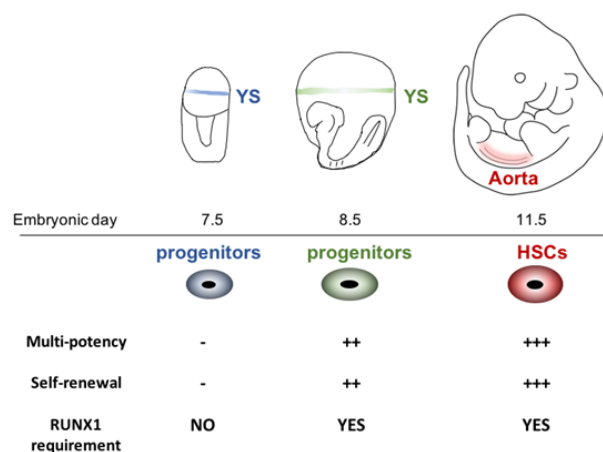 YS
YS
Aorta
Embryonic day 7.5 8.5 11.5
progenitors progenitors HSCs
Multi-potency - ++ +++
Self-renewal - ++ +++
RUNX1 NO YES YES
requirement